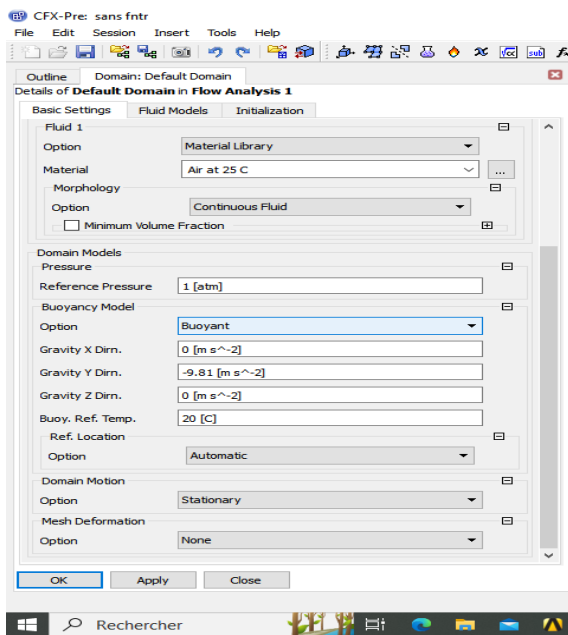 CFX-Pre: sans fntr
File Edit Session Insert Tools Help
Outline Domain: Default Domain
Details of Default Domain in Flow Analysis 1
Basic Settings Fluid Models Initialization
Fluid 1
Option Material Library
Material Air at 25 C ...
Morphology
Option Continuous Fluid
Minimum Volume Fraction
Domain Models
Pressure
Reference Pressure 1 [atm]
Buoyancy Model
Option Buoyant
Gravity X Dirn. 0 [m s^-2]
Gravity Y Dirn. -9.81 [m s^-2]
Gravity Z Dirn. 0 [m s^-2]
Buoy. Ref. Temp. 20 [C]
Ref. Location
Option Automatic
Domain Motion
Option Stationary
Mesh Deformation
Option None
OK Apply Close
Rechercher